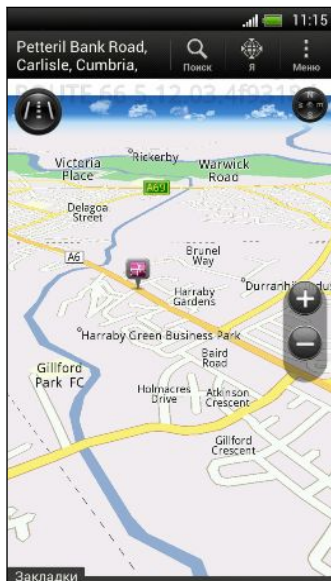 11:15
Petteril Bank Road,
Carlisle, Cumbria,
Поиск
Я
Меню
Rickerby
Victoria
Place
Warwick
Road
A69
Delagoa
Street
A6
Brunel
Way
Harraby
Gardens
Durranhi
Harraby Green Business Park
Baird
Road
Gillford
Park FC
Holmacres
Drive
Atkinson
Crescent
Gillford
Crescent
Закладки